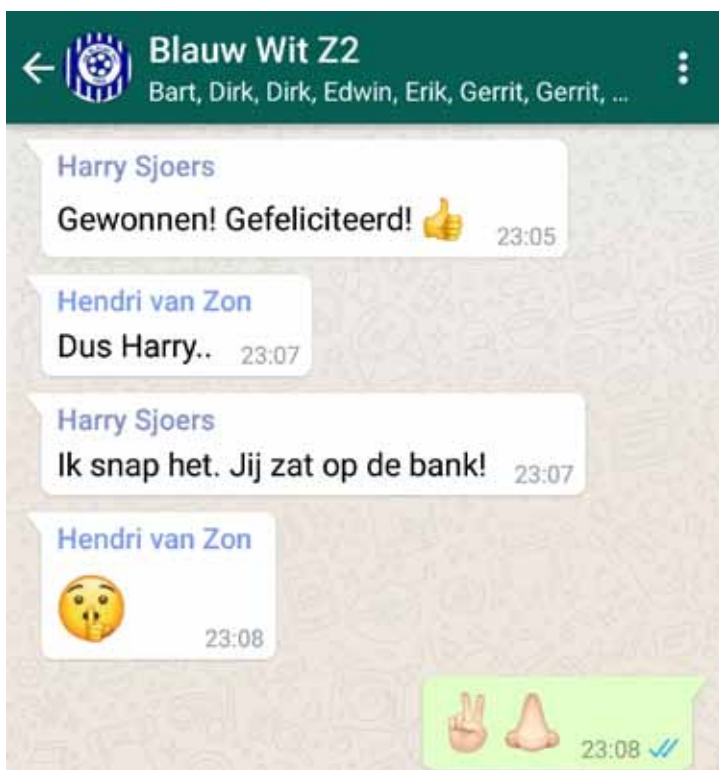 Blauw Wit Z2
Bart, Dirk, Dirk, Edwin, Erik, Gerrit, Gerrit, ...
Harry Sjoers
Gewonnen! Gefeliciteerd! 👍 23:05
Hendri van Zon
Dus Harry.. 23:07
Harry Sjoers
Ik snap het. Jij zat op de bank! 23:07
Hendri van Zon
🤫
23:08
✌🏻👃🏻 23:08